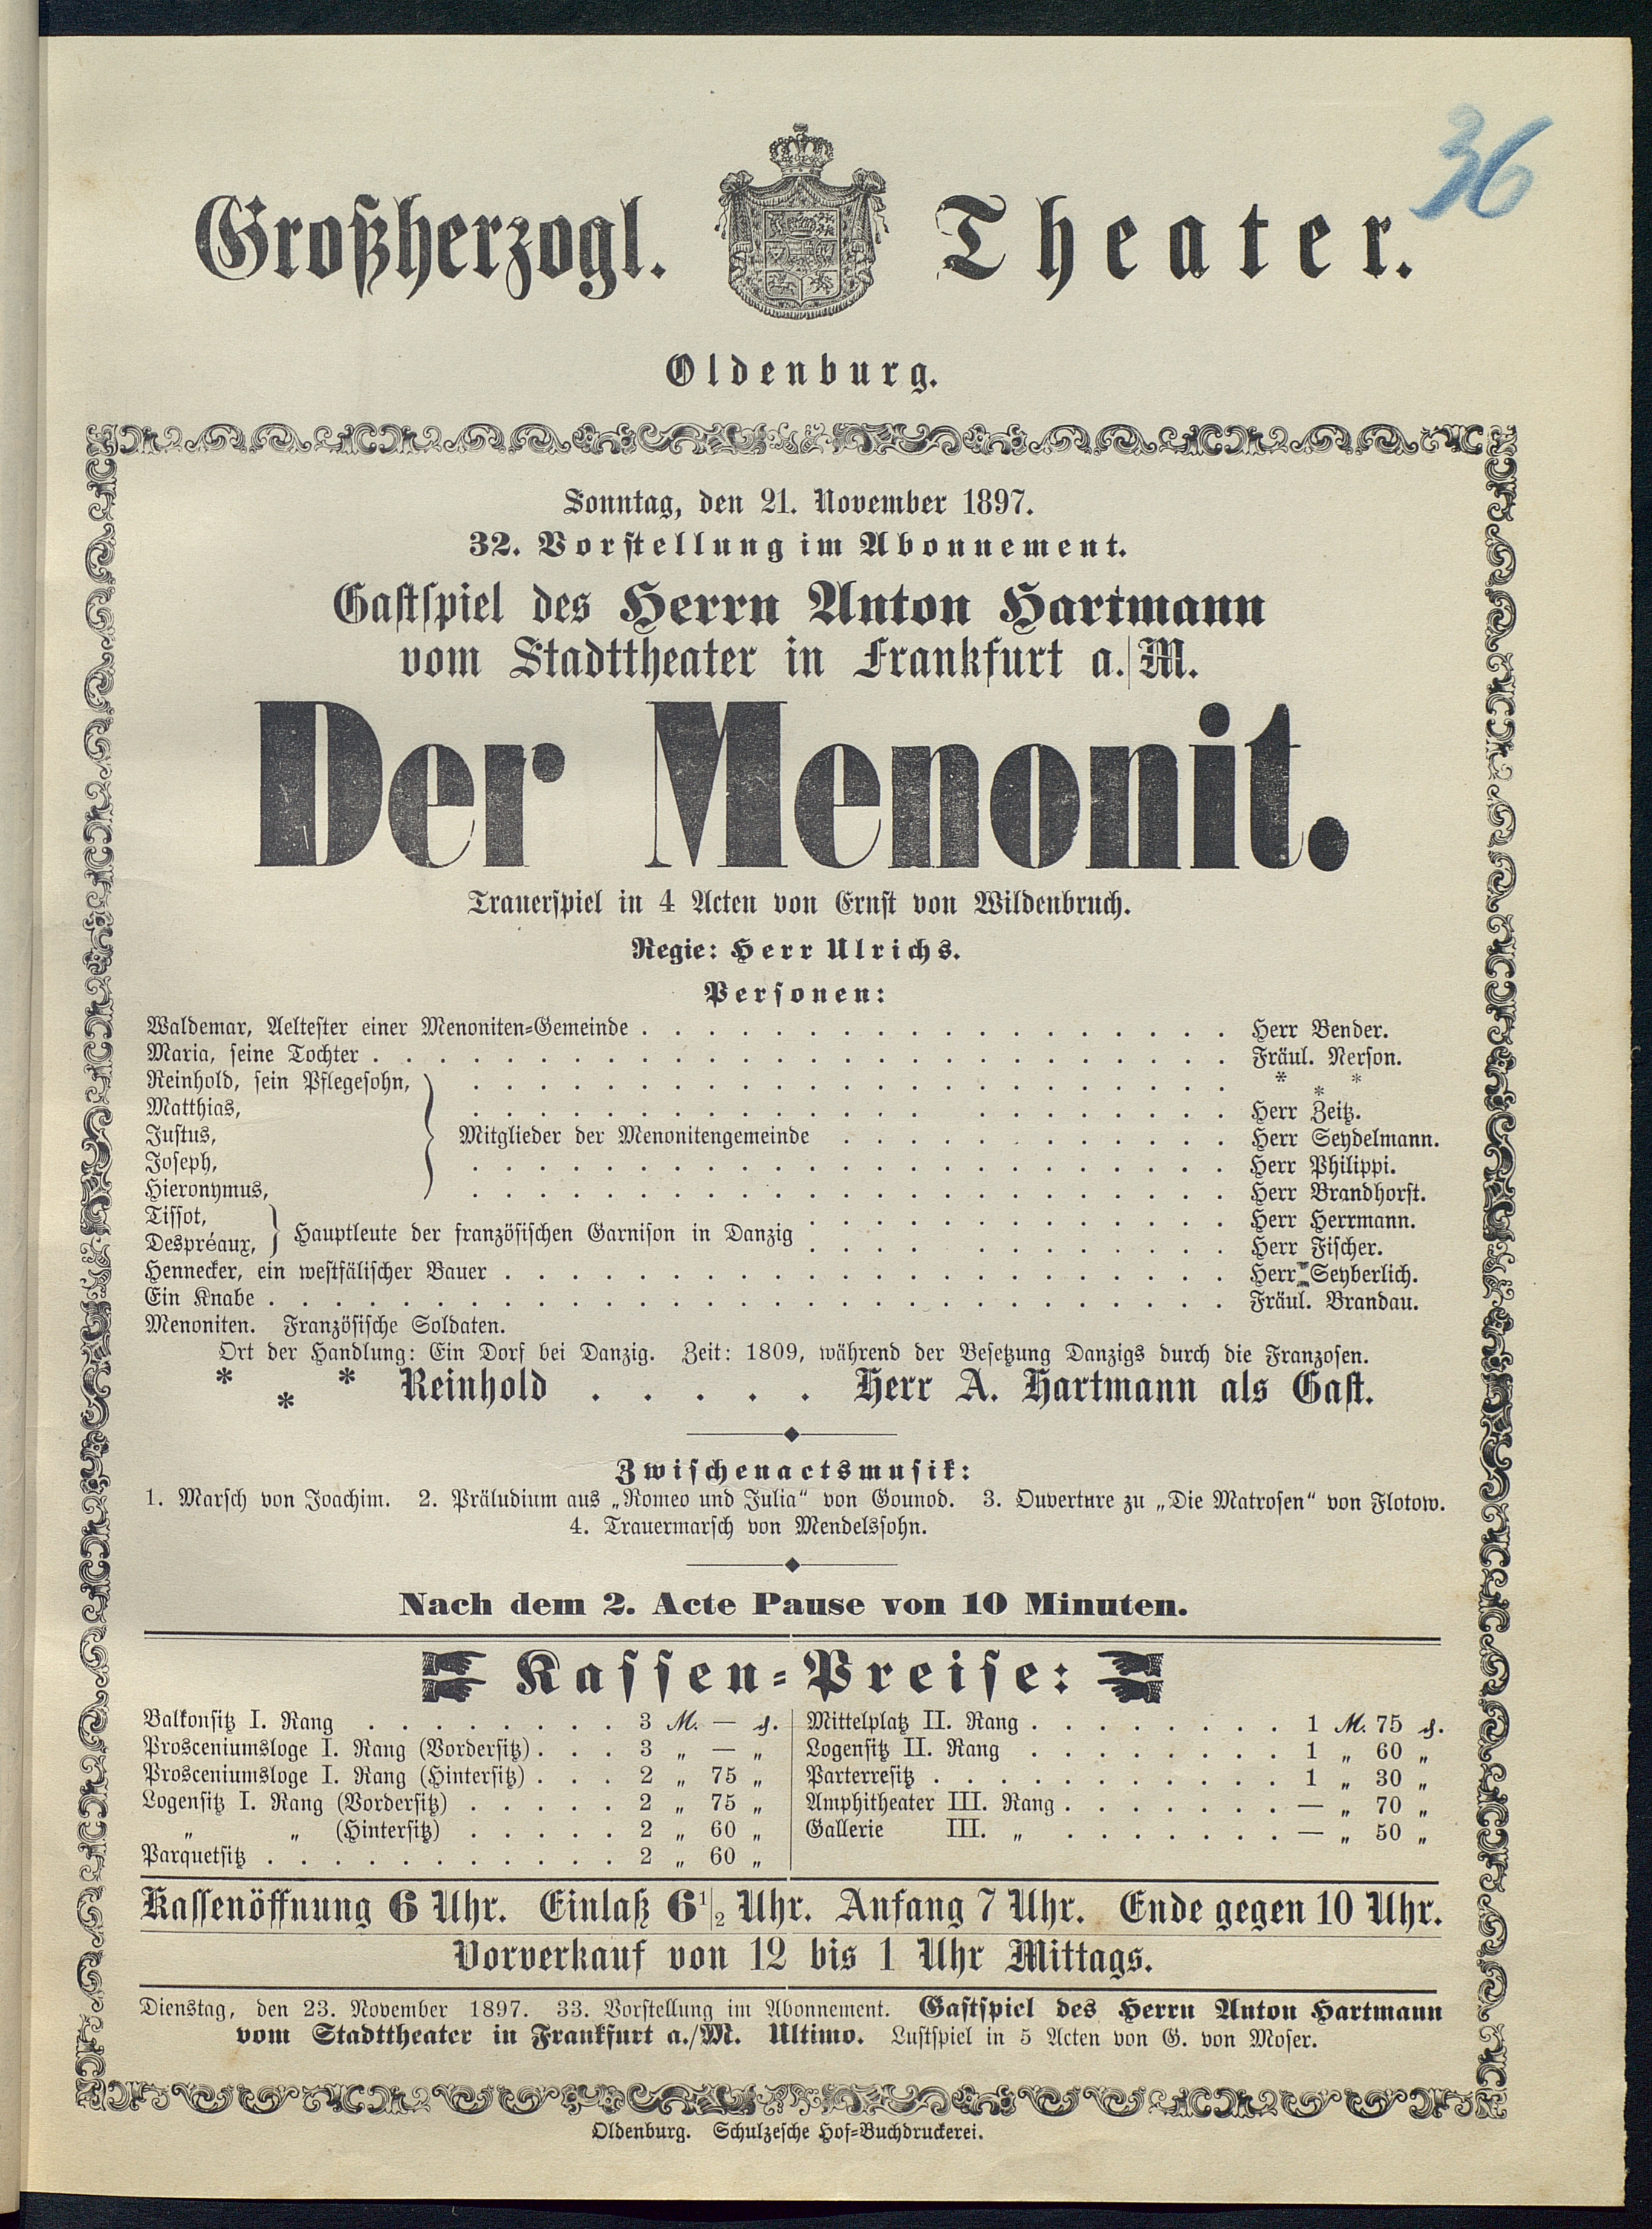 36
Großherzogl. Theater.
Oldenburg.
Sonntag, den 21. November 1897.
32. Vorstellung im Abonnement.
Gastspiel des Herrn Anton Hartmann
vom Stadttheater in Frankfurt a./M.
Der Menonit.
Trauerspiel in 4 Acten von Ernst von Wildenbruch.
Regie: Herr Ulrichs.
Personen:
Waldemar, Aeltester einer Menoniten-Gemeinde . . . . . . . . . . . . . . . . . . Herr Bender.
Maria, seine Tochter . . . . . . . . . . . . . . . . . . . . . . . . . . Fräul. Nerson.
Reinhold, sein Pflegesohn, . . . . . . . . . . . . . . . . . . . . . . . * * *
Matthias, . . . . . . . . . . . . . . . . . . . . . . . Herr Zeitz.
Justus, } Mitglieder der Menonitengemeinde . . . . . . . . . . . . Herr Seydelmann.
Joseph, . . . . . . . . . . . . . . . . . . . . . . . Herr Philippi.
Hieronymus, . . . . . . . . . . . . . . . . . . . . . . . Herr Brandhorst.
Tissot, . . . . . . . . . . . . . Herr Herrmann.
} Hauptleute der französischen Garnison in Danzig
Despréaux, . . . . . . . . . . . . . Herr Fischer.
Hennecker, ein westfälischer Bauer . . . . . . . . . . . . . . . . . . . . . . Herr Seyberlich.
Ein Knabe . . . . . . . . . . . . . . . . . . . . . . . . . . . . . Fräul. Brandau.
Menoniten. Französische Soldaten.
Ort der Handlung: Ein Dorf bei Danzig. Zeit: 1809, während der Besetzung Danzigs durch die Franzosen.
* * * Reinhold . . . . . Herr A. Hartmann als Gast.
Zwischenactsmusik:
1. Marsch von Joachim. 2. Präludium aus „Romeo und Julia“ von Gounod. 3. Ouverture zu „Die Matrosen“ von Flotow.
4. Trauermarsch von Mendelssohn.
Nach dem 2. Acte Pause von 10 Minuten.
Kassen-Preise:
Balkonsitz I. Rang . . . . . . . . 3 M. — ₰.
Prosceniumsloge I. Rang (Vordersitz) . . . 3 „ — „
Prosceniumsloge I. Rang (Hintersitz) . . . 2 „ 75 „
Logensitz I. Rang (Vordersitz) . . . . . 2 „ 75 „
„ „ (Hintersitz) . . . . . 2 „ 60 „
Parquetsitz . . . . . . . . . . . 2 „ 60 „
Mittelplatz II. Rang . . . . . . . . 1 M. 75 ₰.
Logensitz II. Rang . . . . . . . . 1 „ 60 „
Parterresitz . . . . . . . . . . . 1 „ 30 „
Amphitheater III. Rang . . . . . . . — „ 70 „
Gallerie III. „ . . . . . . . — „ 50 „
Kassenöffnung 6 Uhr. Einlaß 6 1/2 Uhr. Anfang 7 Uhr. Ende gegen 10 Uhr.
Vorverkauf von 12 bis 1 Uhr Mittags.
Dienstag, den 23. November 1897. 33. Vorstellung im Abonnement. Gastspiel des Herrn Anton Hartmann
vom Stadttheater in Frankfurt a./M. Ultimo. Lustspiel in 5 Acten von G. von Moser.
Oldenburg. Schulzesche Hof-Buchdruckerei.